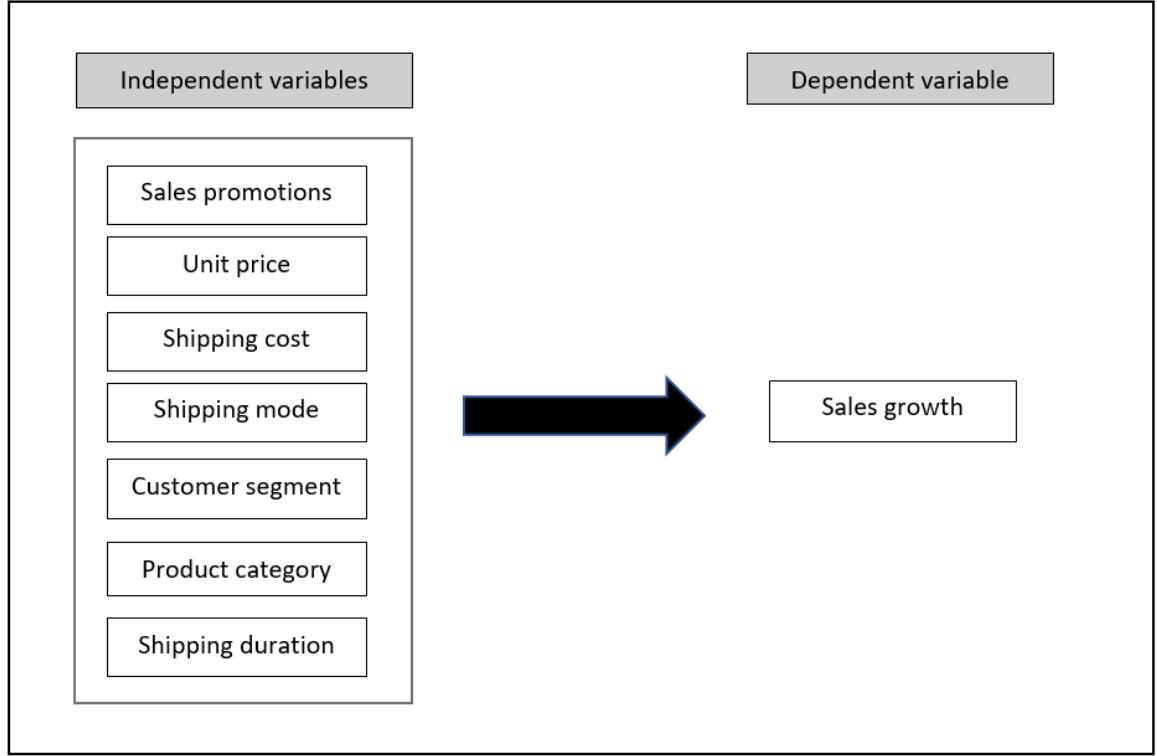 Independent variables
Dependent variable
Sales promotions
Unit price
Shipping cost
Shipping mode
Sales growth
Customer segment
Product category
Shipping duration